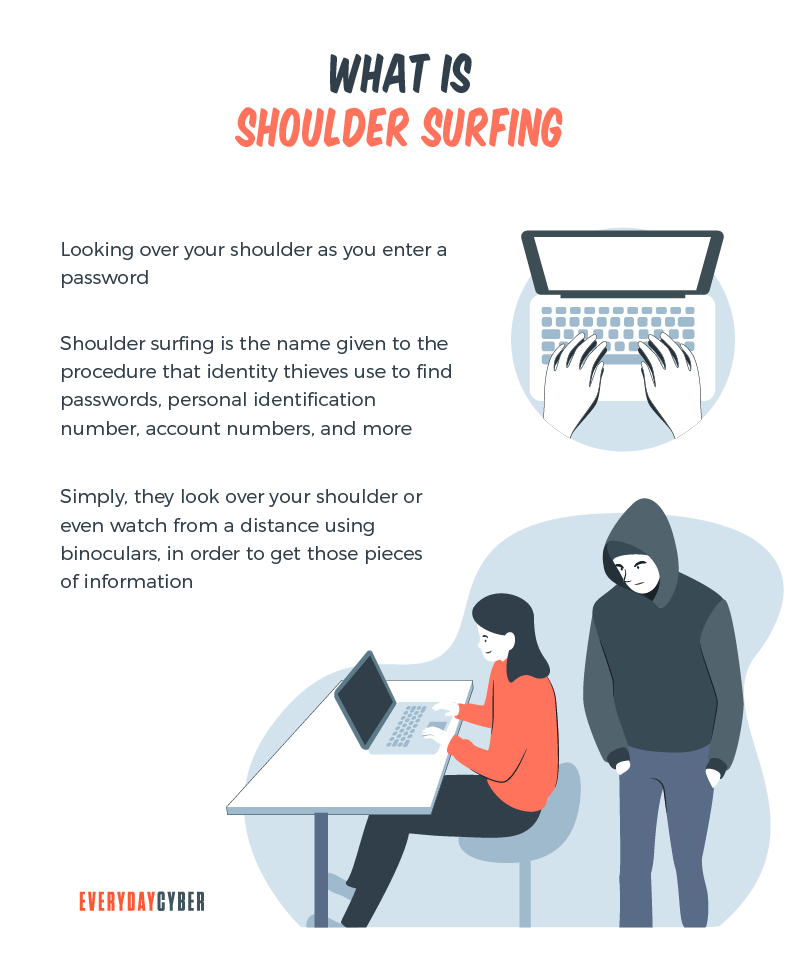 WHAT IS
SHOULDER SURFING
Looking over your shoulder as you enter a
password
Shoulder surfing is the name given to the
procedure that identity thieves use to find
passwords, personal identification
number, account numbers, and more
Simply, they look over your shoulder or
even watch from a distance using
binoculars, in order to get those pieces
of information
EVERYDAYCYBER